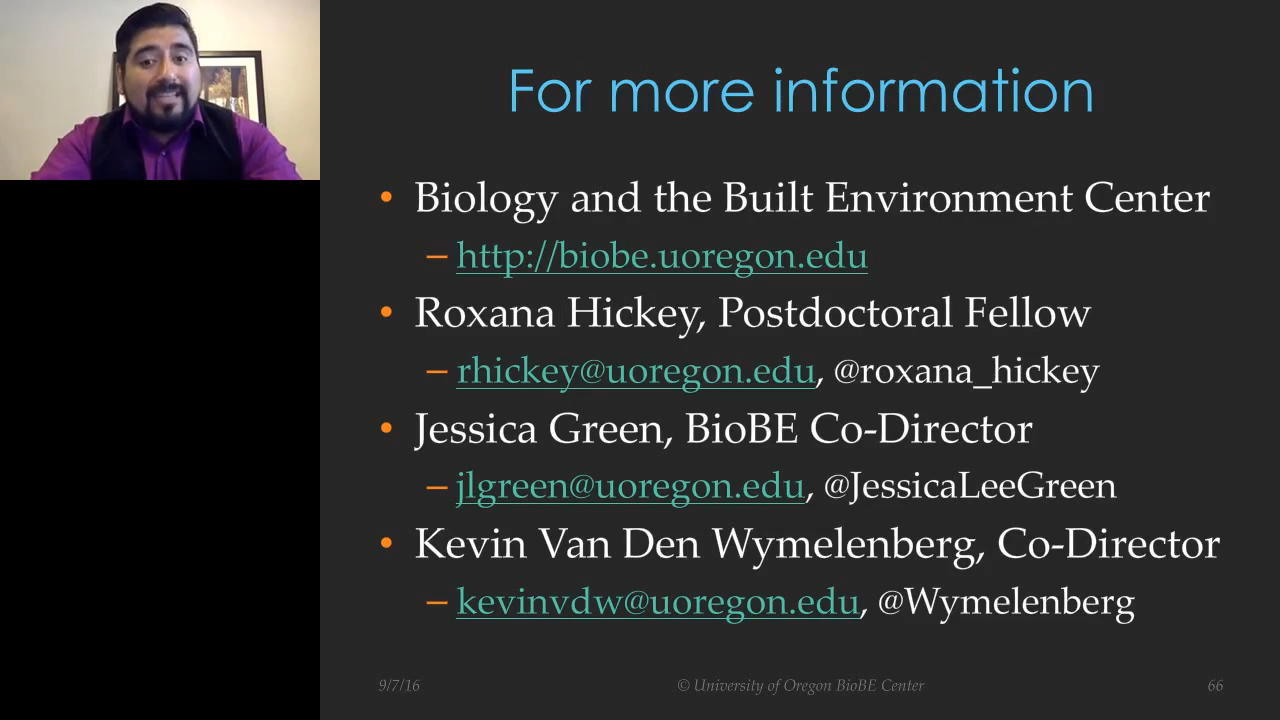 For more information
• Biology and the Built Environment Center
– http://biobe.uoregon.edu
• Roxana Hickey, Postdoctoral Fellow
– rhickey@uoregon.edu, @roxana_hickey
• Jessica Green, BioBE Co-Director
– jlgreen@uoregon.edu, @JessicaLeeGreen
• Kevin Van Den Wymelenberg, Co-Director
– kevinvdw@uoregon.edu, @Wymelenberg
9/7/16 © University of Oregon BioBE Center 66